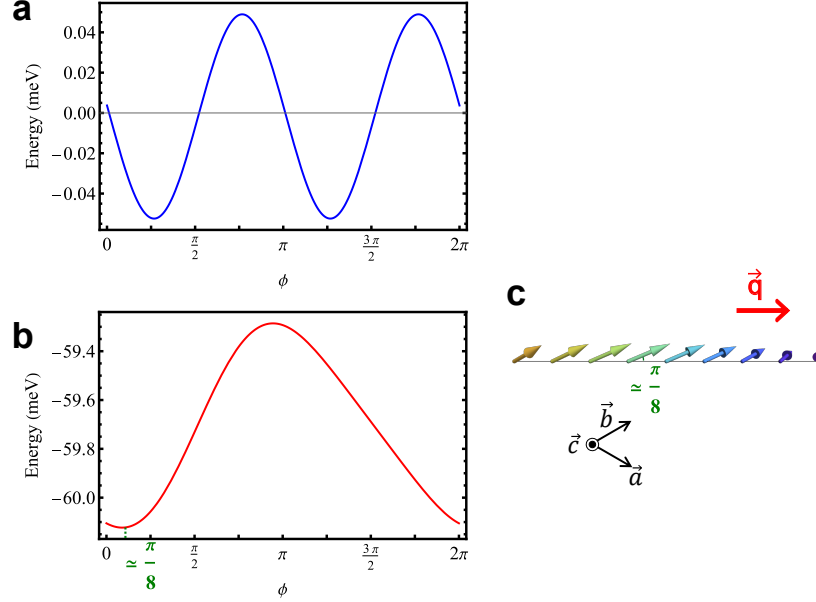 a
Energy (meV)
0.04
0.02
0.00
−0.02
−0.04
0 π/2 π 3π/2 2π
ϕ
b
Energy (meV)
−59.4
−59.6
−59.8
−60.0
0 π/2 π 3π/2 2π
≃ π/8
ϕ
c
q⃗
≃ π/8
b⃗
c⃗
a⃗